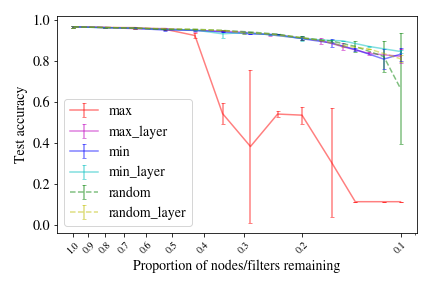 1.0
0.8
0.6
0.4
0.2
0.0
Test accuracy
max
max_layer
min
min_layer
random
random_layer
1.0 0.9 0.8 0.7 0.6 0.5 0.4 0.3 0.2 0.1
Proportion of nodes/filters remaining